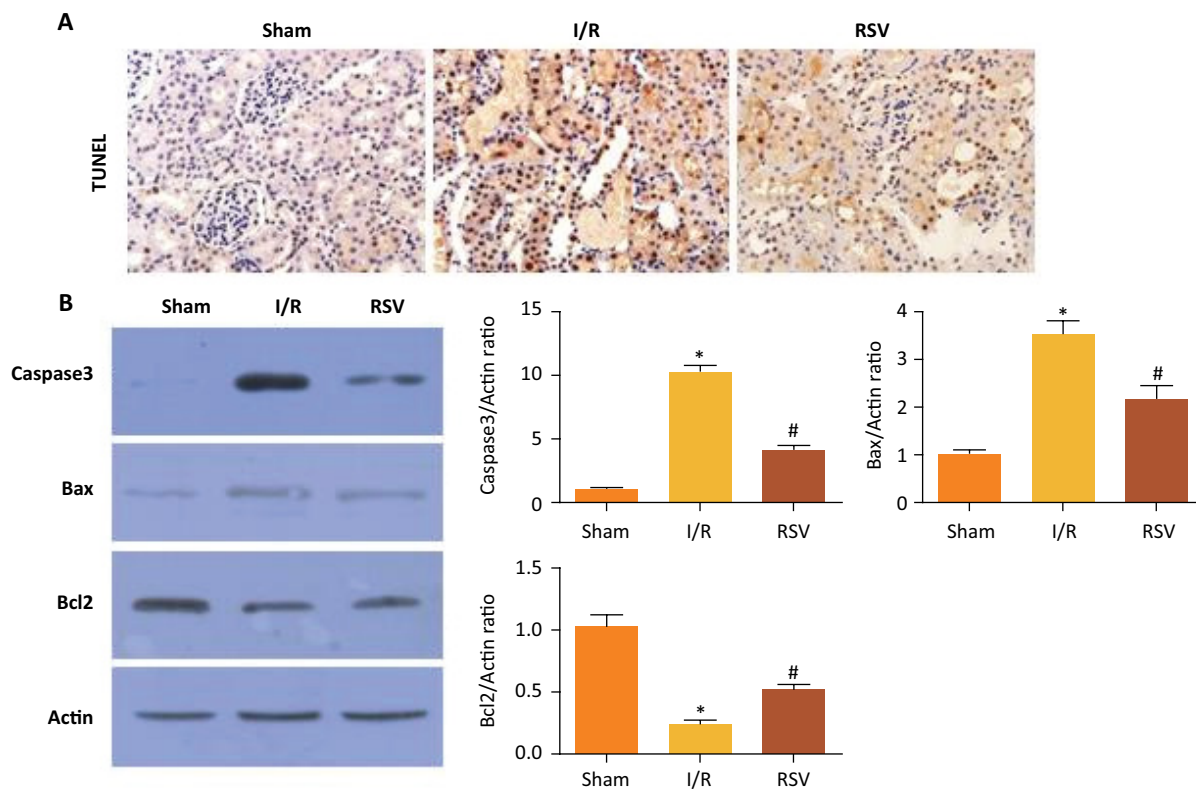 A
Sham I/R RSV
TUNEL
B
Sham I/R RSV
Caspase3
Bax
Bcl2
Actin
Caspase3/Actin ratio
15
10
5
0
*
#
Sham I/R RSV
Bax/Actin ratio
4
3
2
1
0
*
#
Sham I/R RSV
Bcl2/Actin ratio
1.5
1.0
0.5
0.0
*
#
Sham I/R RSV